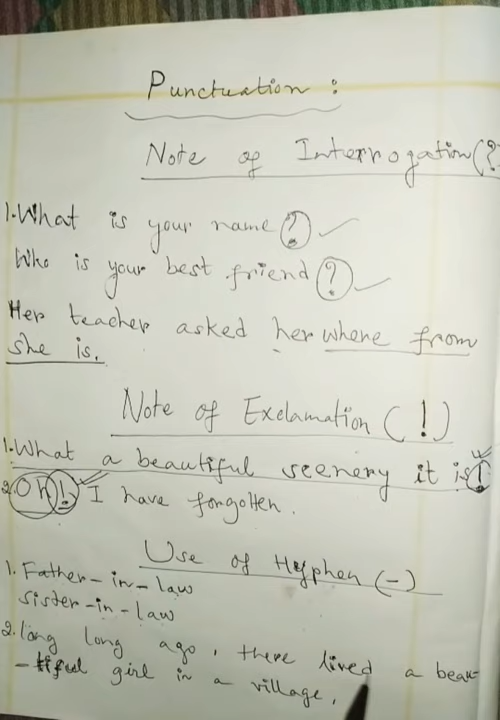 Punctuation :
Note of Interrogation (?
1. What is your name ?
Who is your best friend ?
Her teacher asked her where from
she is.
Note of Exclamation ( ! )
1. What a beautiful scenery it is !
2. Oh ! I have forgotten.
Use of Hyphen (-)
1. Father-in-law
sister-in-law
2. long long ago, there lived a beau-
-tiful girl in a village.